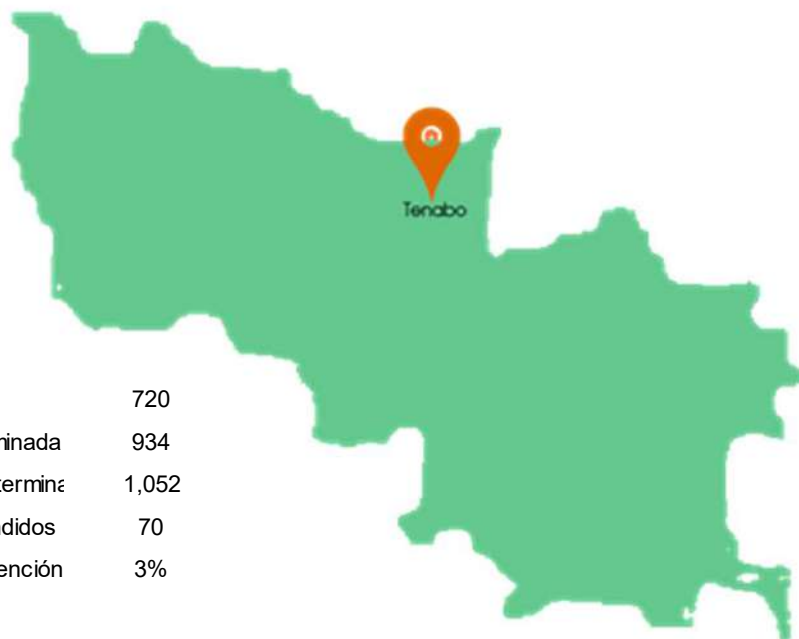 Tenabo
720
minada 934
termina 1,052
didos 70
ención 3%